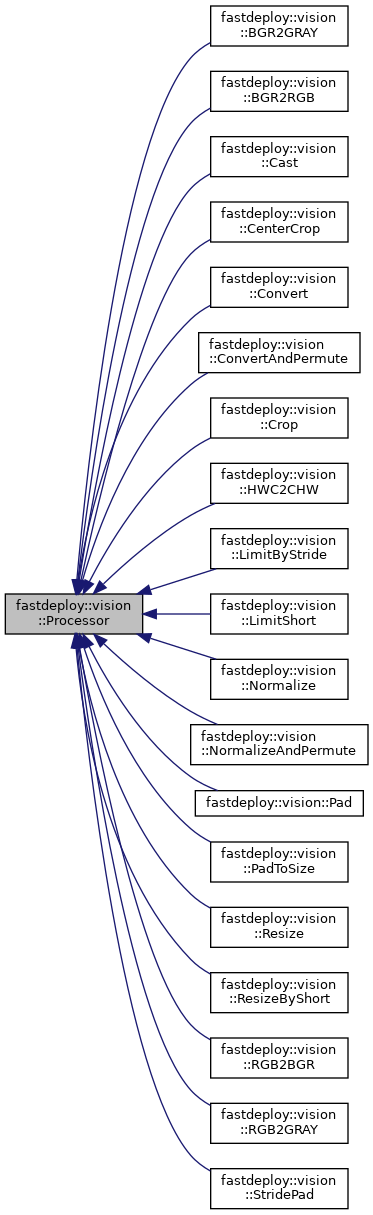 fastdeploy::vision
::BGR2GRAY
fastdeploy::vision
::BGR2RGB
fastdeploy::vision
::Cast
fastdeploy::vision
::CenterCrop
fastdeploy::vision
::Convert
fastdeploy::vision
::ConvertAndPermute
fastdeploy::vision
::Crop
fastdeploy::vision
::HWC2CHW
fastdeploy::vision
::LimitByStride
fastdeploy::vision
::Processor
fastdeploy::vision
::LimitShort
fastdeploy::vision
::Normalize
fastdeploy::vision
::NormalizeAndPermute
fastdeploy::vision::Pad
fastdeploy::vision
::PadToSize
fastdeploy::vision
::Resize
fastdeploy::vision
::ResizeByShort
fastdeploy::vision
::RGB2BGR
fastdeploy::vision
::RGB2GRAY
fastdeploy::vision
::StridePad